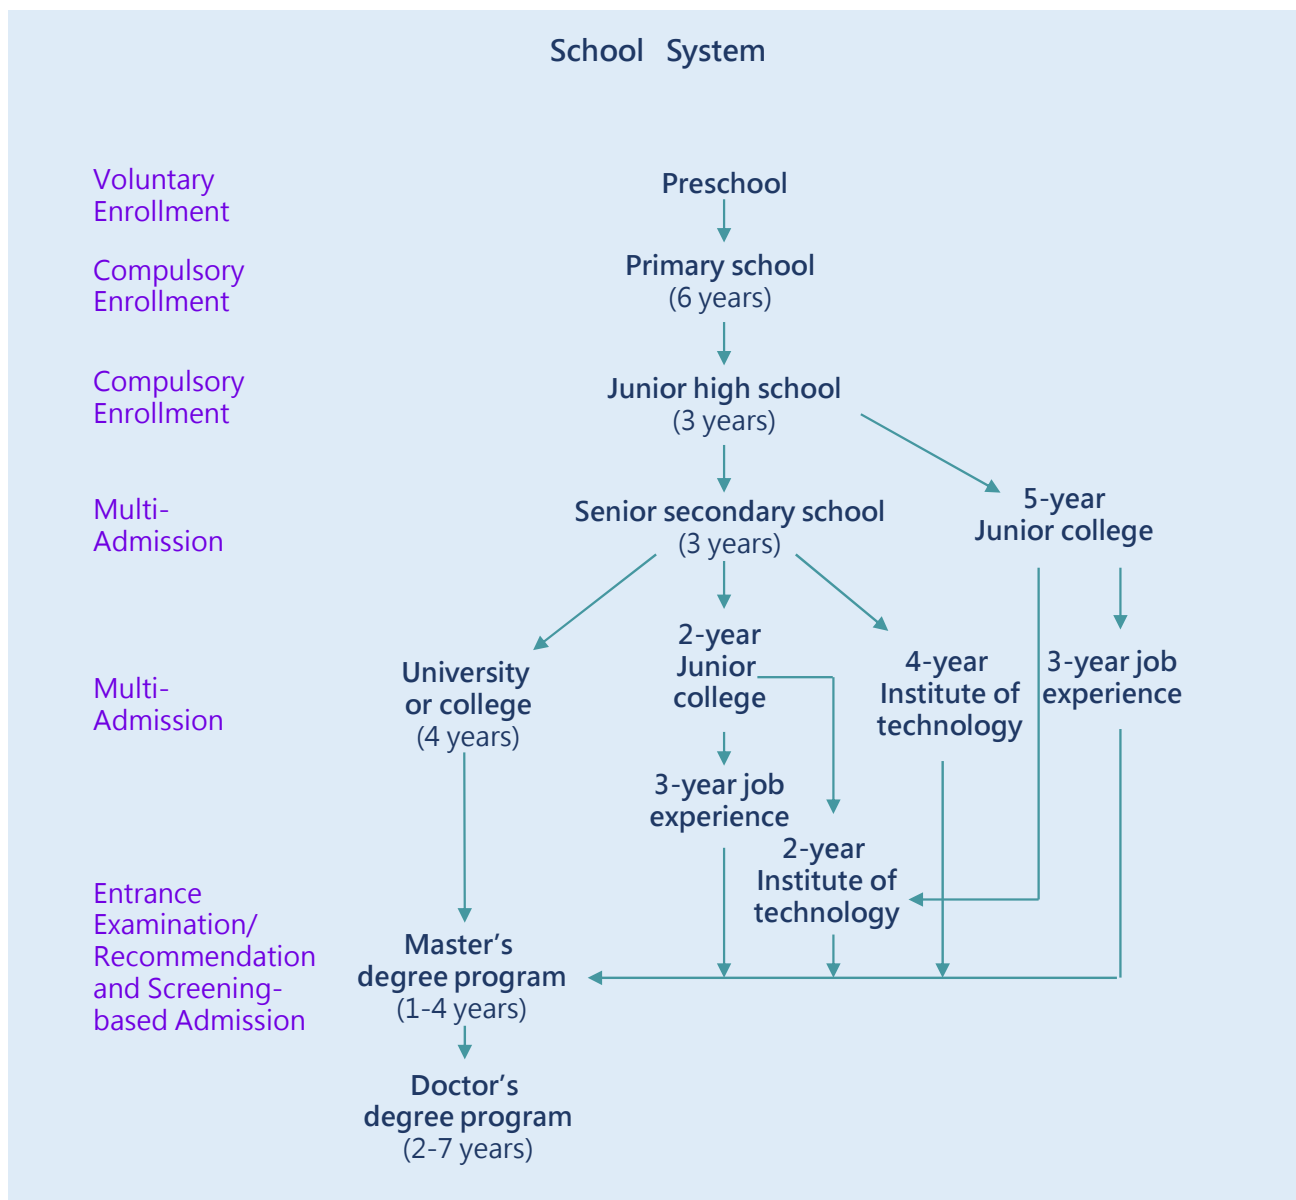 School System
Voluntary
Enrollment
Preschool
Compulsory
Enrollment
Primary school
(6 years)
Compulsory
Enrollment
Junior high school
(3 years)
Multi-
Admission
Senior secondary school
(3 years)
5-year
Junior college
Multi-
Admission
University
or college
(4 years)
2-year
Junior
college
4-year
Institute of
technology
3-year job
experience
3-year job
experience
2-year
Institute of
technology
Entrance
Examination/
Recommendation
and Screening-
based Admission
Master’s
degree program
(1-4 years)
Doctor’s
degree program
(2-7 years)